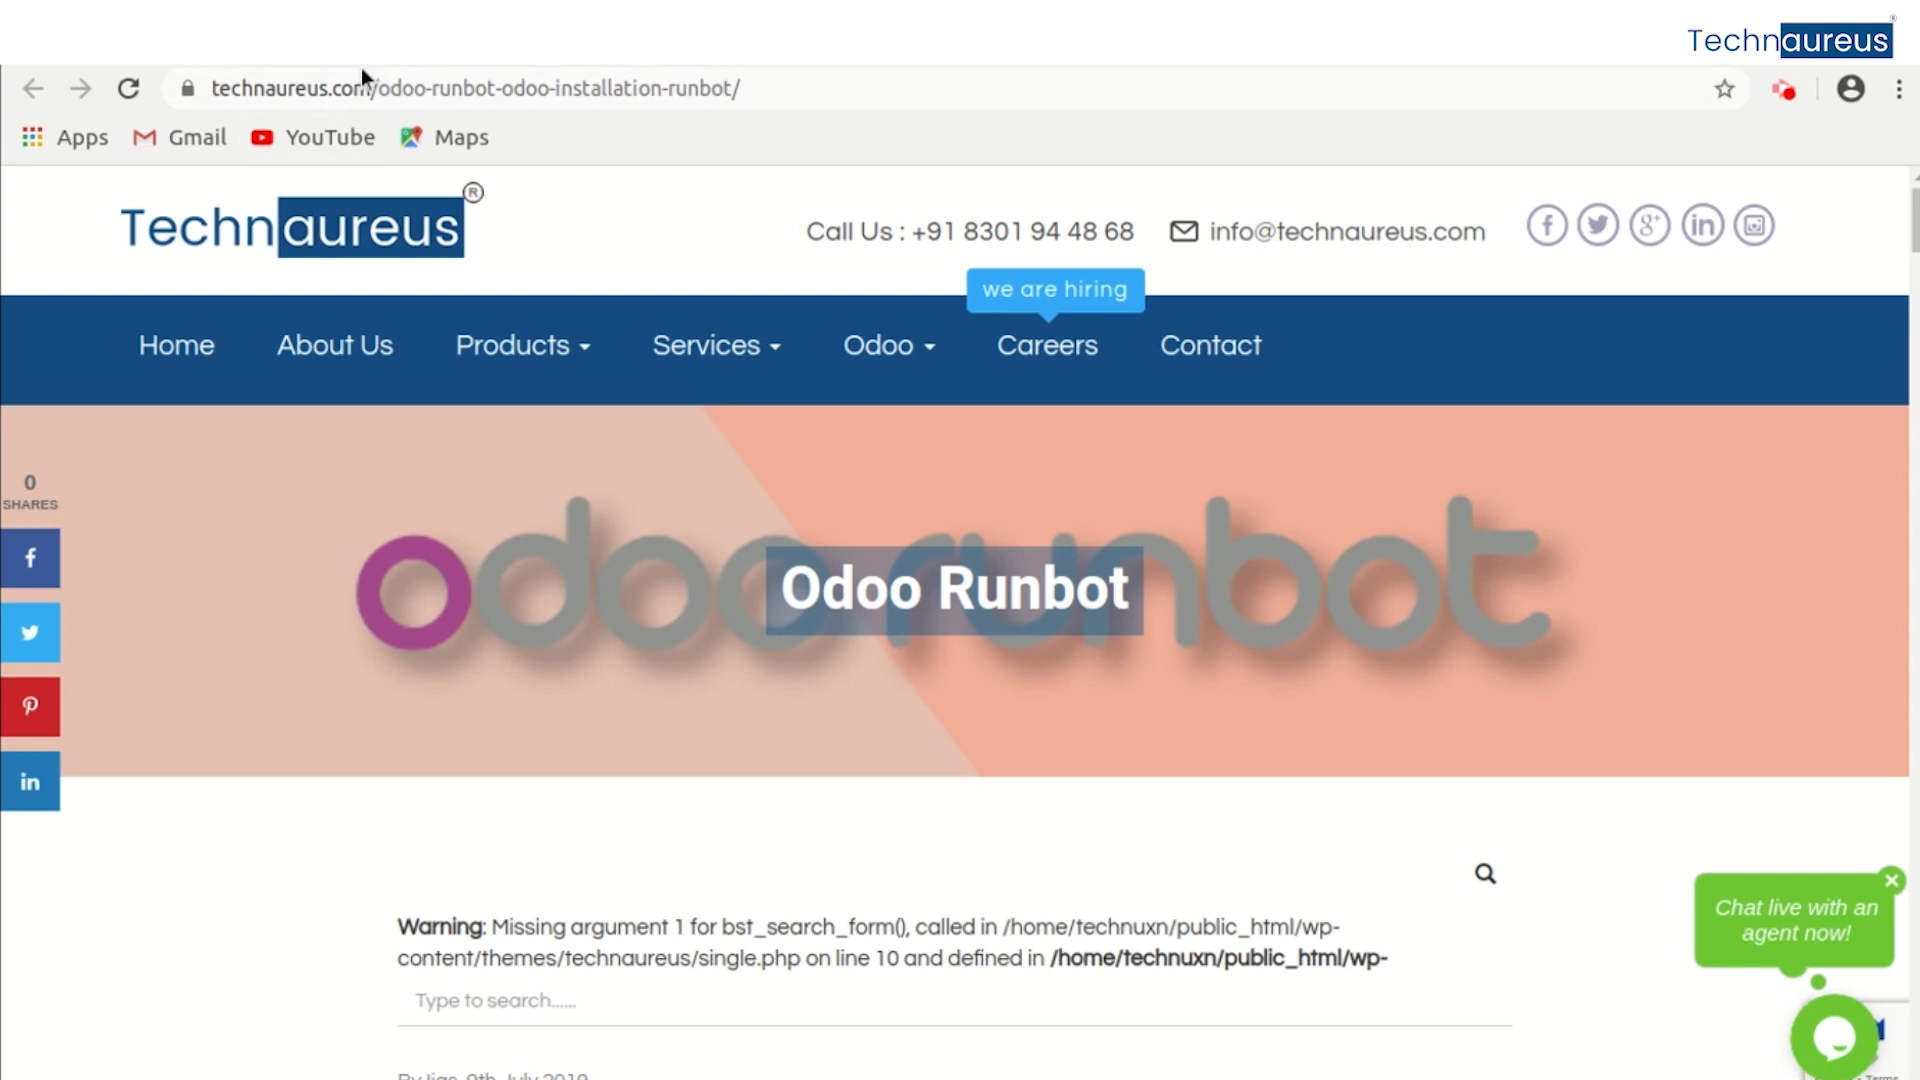 Technaureus®
technaureus.com/odoo-runbot-odoo-installation-runbot/
Apps Gmail YouTube Maps
Technaureus®
Call Us : +91 8301 94 48 68 info@technaureus.com
we are hiring
Home About Us Products Services Odoo Careers Contact
0
SHARES
odoo runbot
Odoo Runbot
Warning: Missing argument 1 for bst_search_form(), called in /home/technuxn/public_html/wp-
content/themes/technaureus/single.php on line 10 and defined in /home/technuxn/public_html/wp-
Type to search......
Chat live with an
agent now!
9th July 2019
Terms